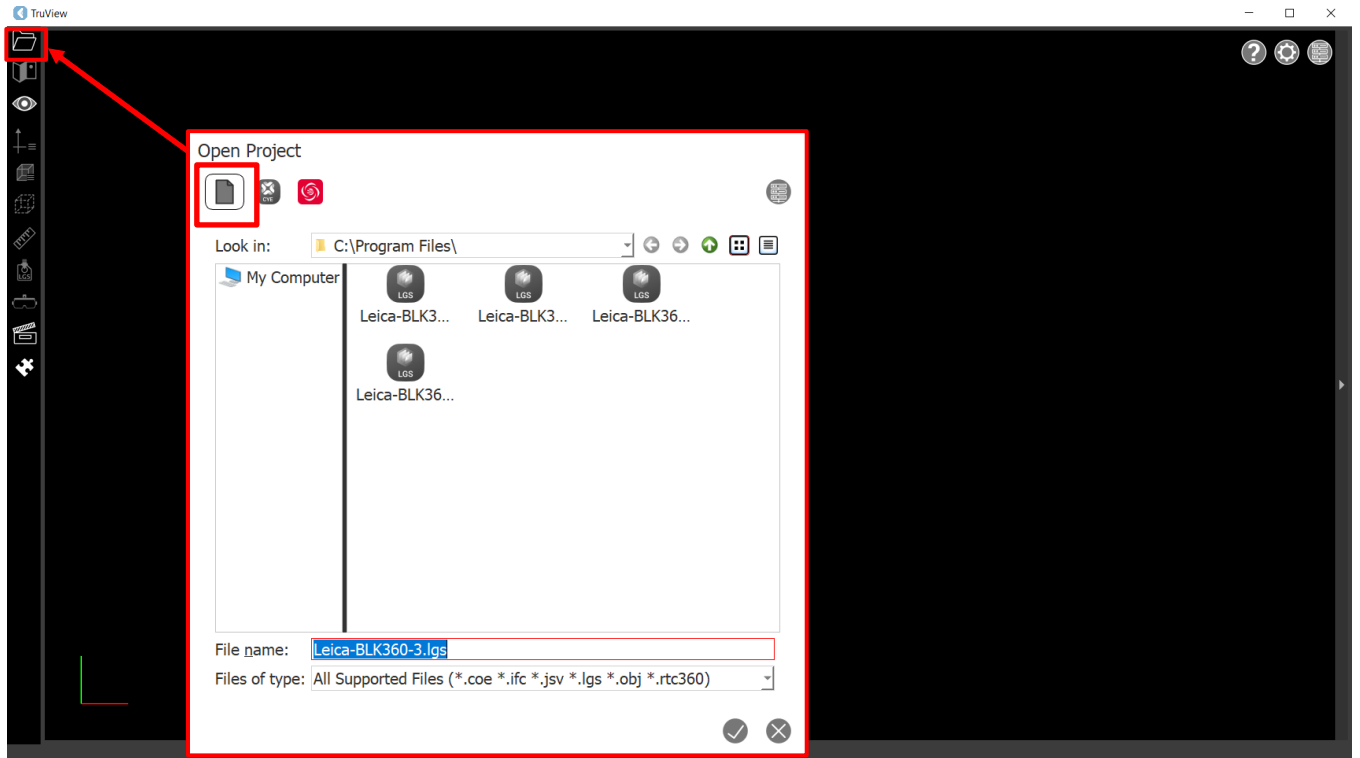 TruView
?
Open Project
CYE
Look in: C:\Program Files\
My Computer
LGS LGS LGS
Leica-BLK3... Leica-BLK3... Leica-BLK36...
LGS
Leica-BLK36...
LGS
File name: Leica-BLK360-3.lgs
Files of type: All Supported Files (*.coe *.ifc *.jsv *.lgs *.obj *.rtc360)